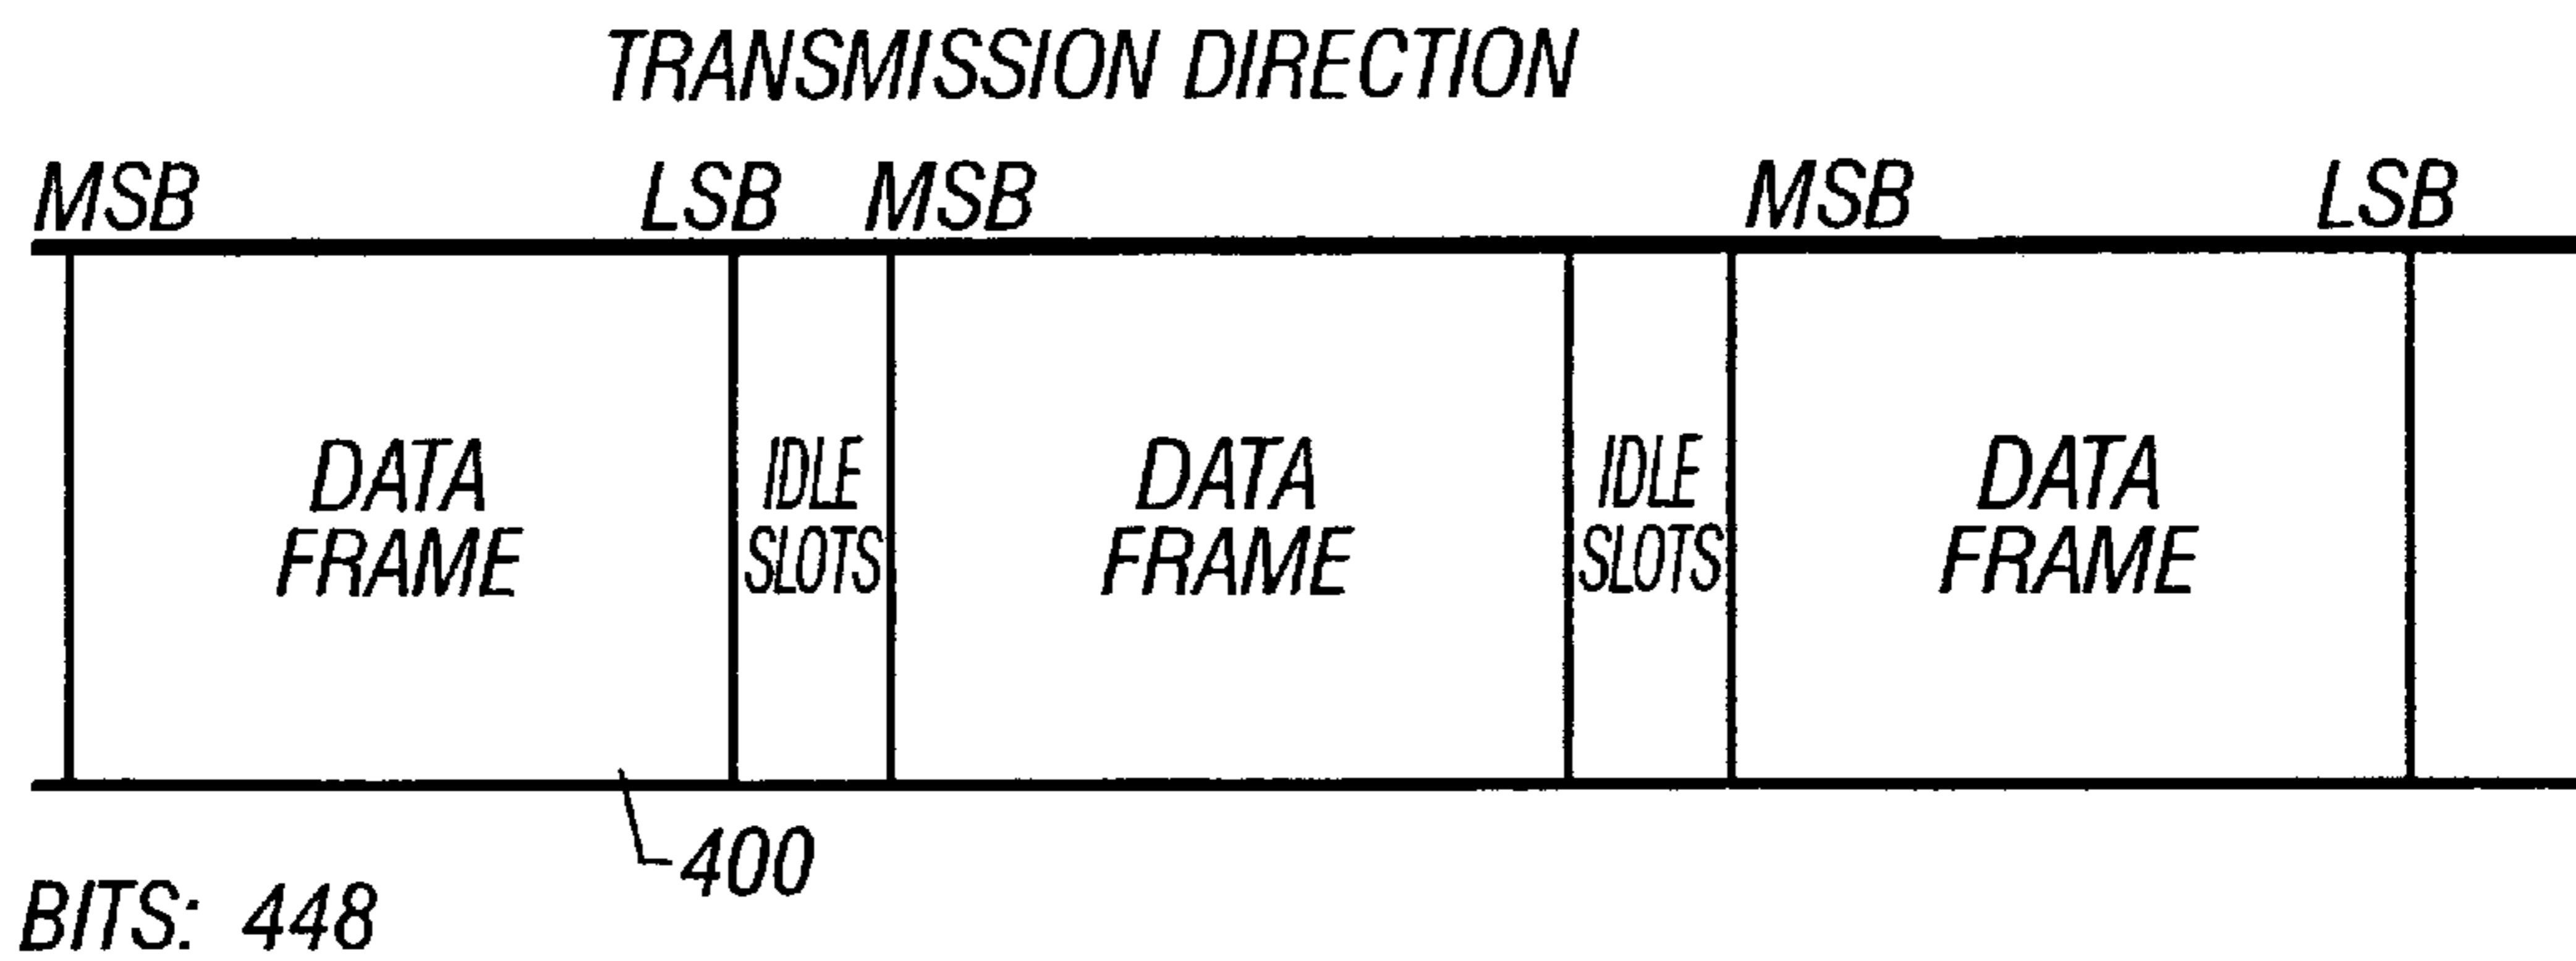 TRANSMISSION DIRECTION
MSB LSB MSB MSB LSB
DATA FRAME
IDLE SLOTS
DATA FRAME
IDLE SLOTS
DATA FRAME
400
BITS: 448